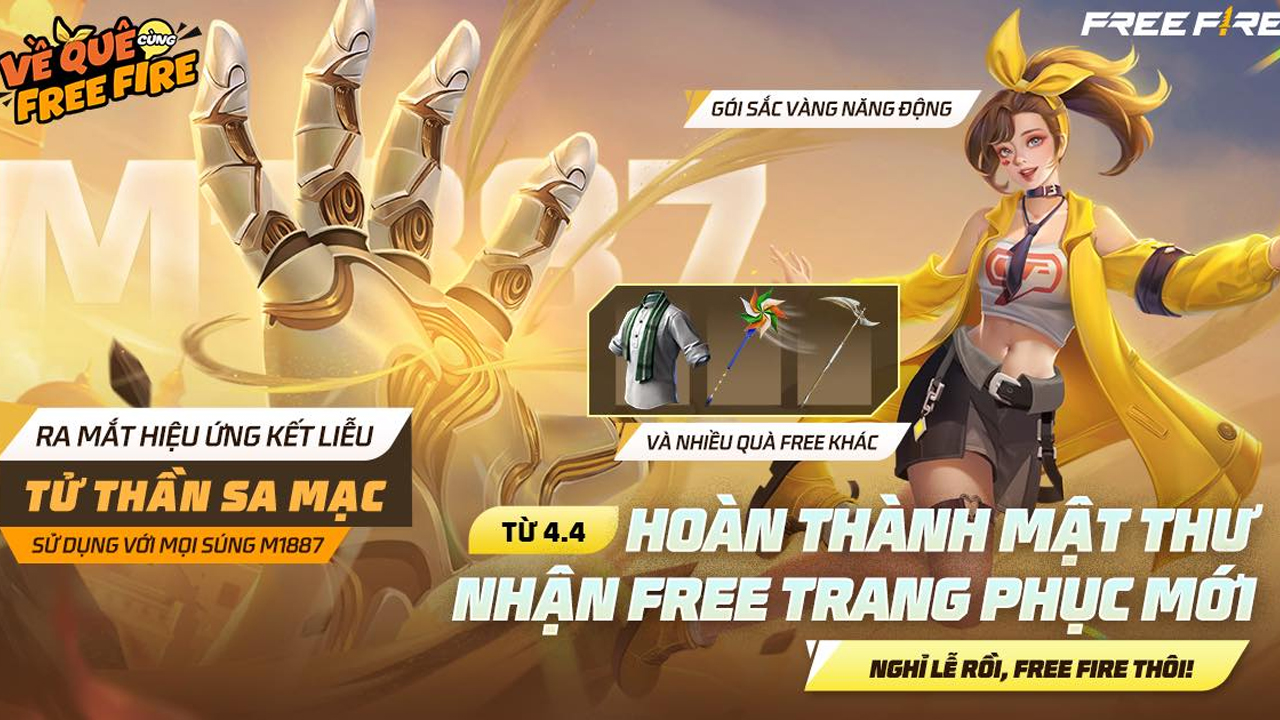 VỀ QUÊ CÙNG
FREE FIRE
FREE FIRE
GÓI SẮC VÀNG NĂNG ĐỘNG
M1887
RA MẮT HIỆU ỨNG KẾT LIỄU
TỬ THẦN SA MẠC
SỬ DỤNG VỚI MỌI SÚNG M1887
VÀ NHIỀU QUÀ FREE KHÁC
TỪ 4.4
HOÀN THÀNH MẬT THƯ
NHẬN FREE TRANG PHỤC MỚI
NGHỈ LỄ RỒI, FREE FIRE THÔI!